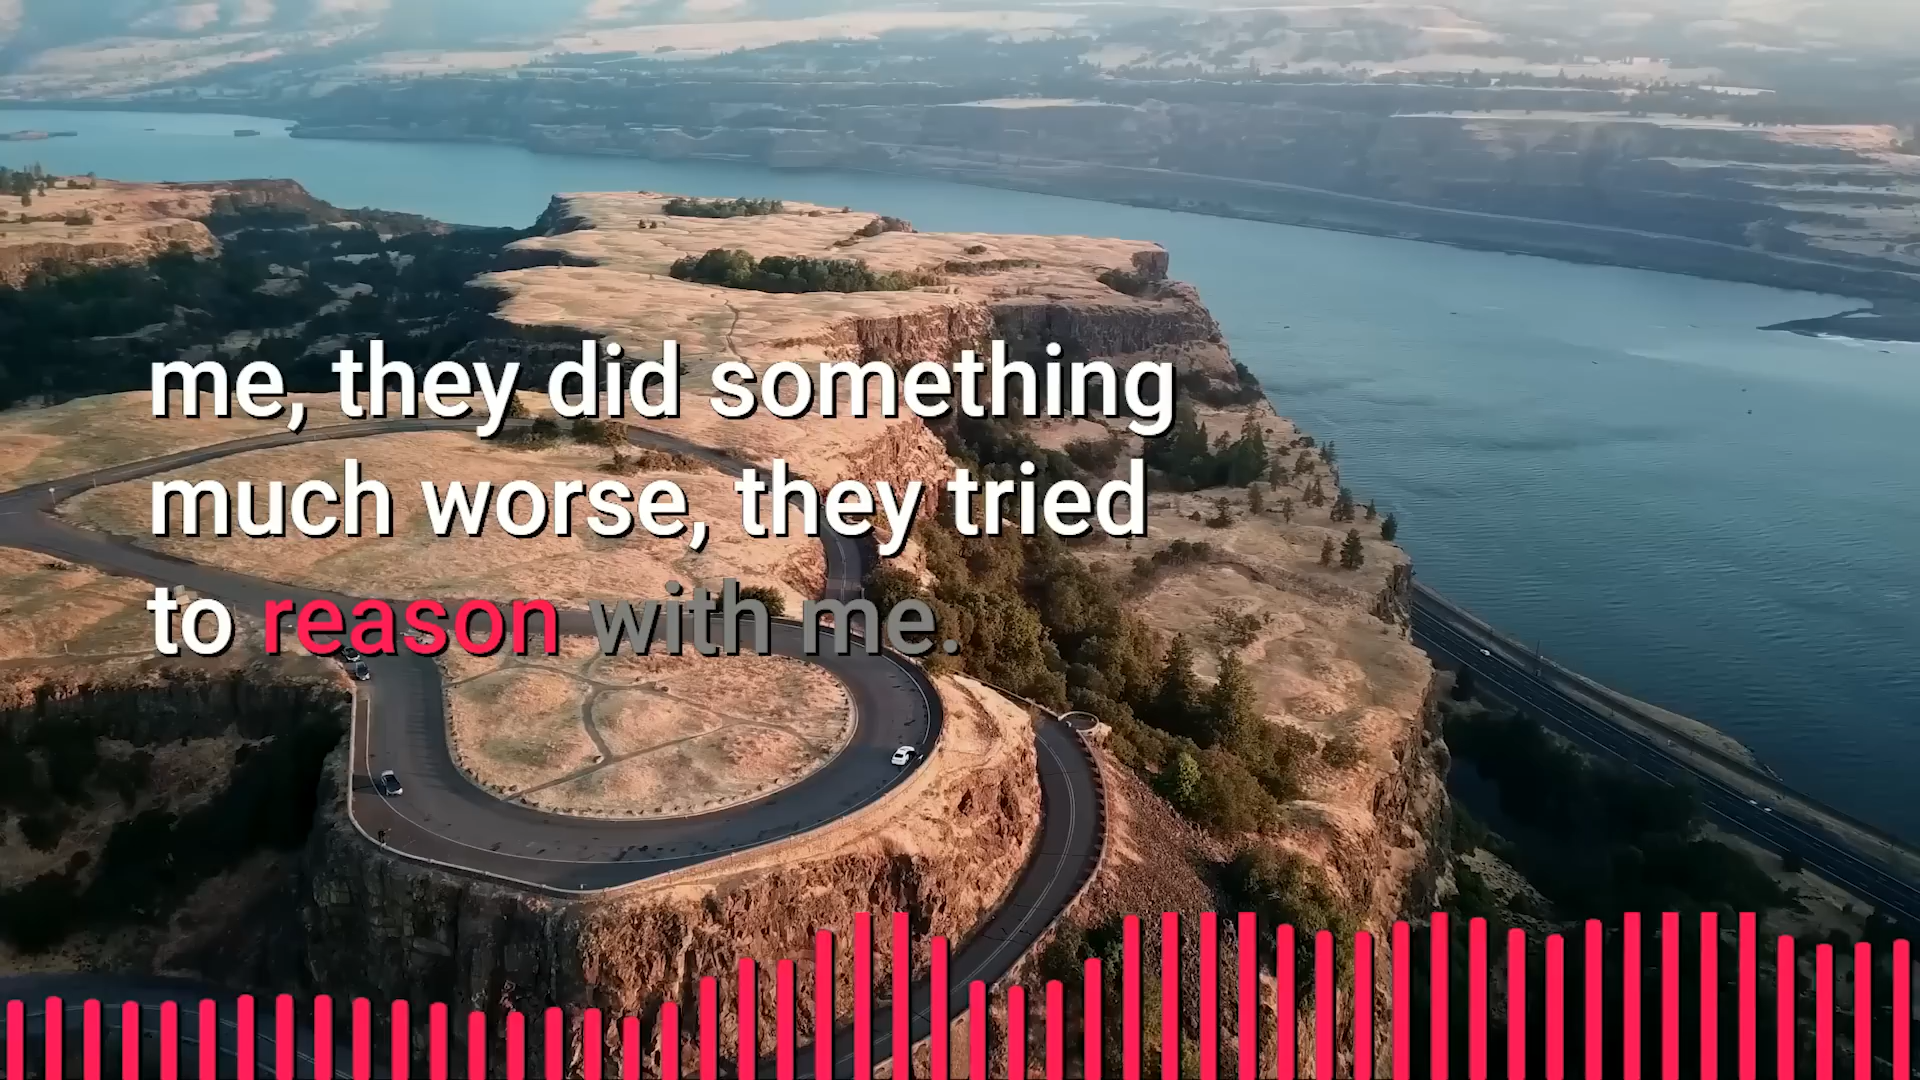 me, they did something
much worse, they tried
to reason with me.